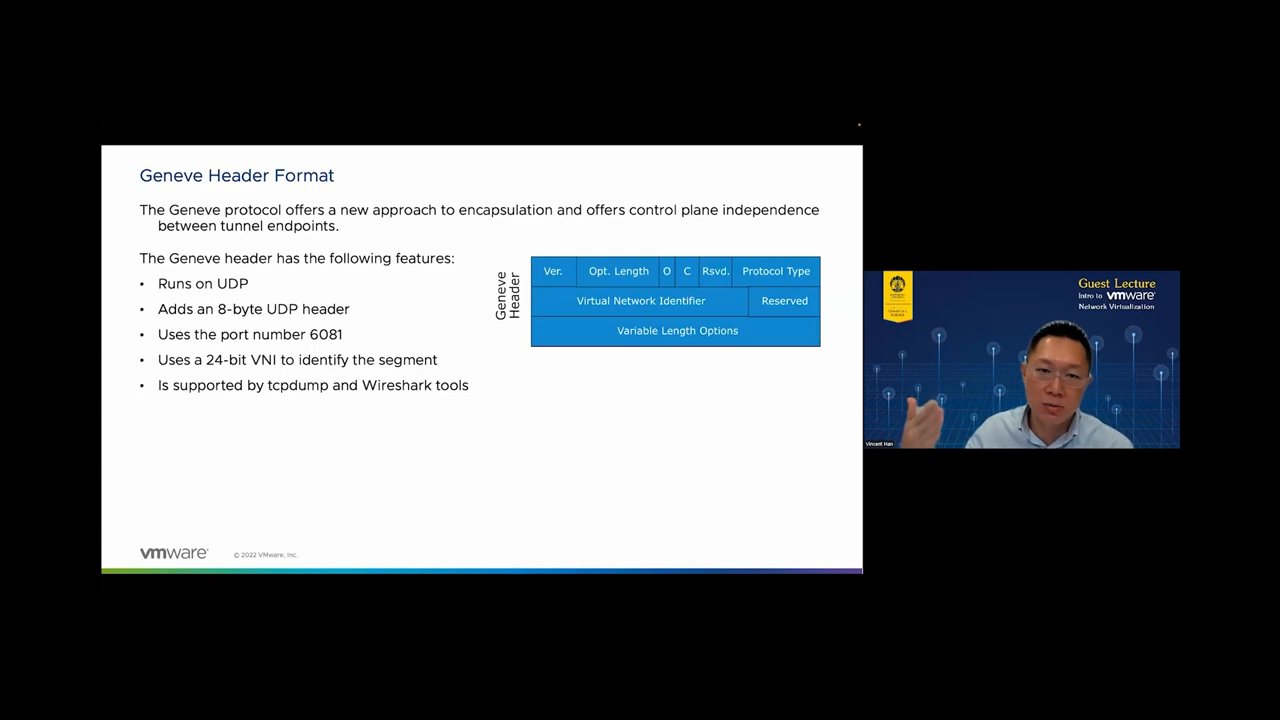 Geneve Header Format
The Geneve protocol offers a new approach to encapsulation and offers control plane independence
between tunnel endpoints.
The Geneve header has the following features:
• Runs on UDP
• Adds an 8-byte UDP header
• Uses the port number 6081
• Uses a 24-bit VNI to identify the segment
• Is supported by tcpdump and Wireshark tools
Geneve
Header
Ver. Opt. Length O C Rsvd. Protocol Type
Virtual Network Identifier Reserved
Variable Length Options
vmware®
© 2022 VMware, Inc.
Guest Lecture
Intro to vmware®
Network Virtualization
Vincent Han